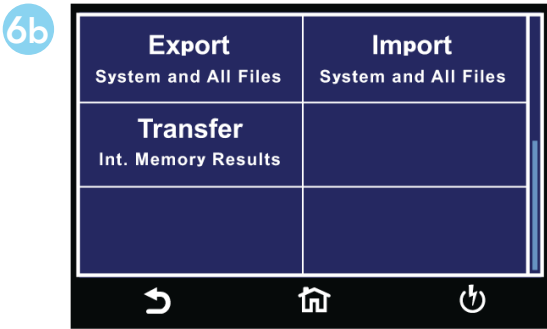 6b
Export
System and All Files
Import
System and All Files
Transfer
Int. Memory Results